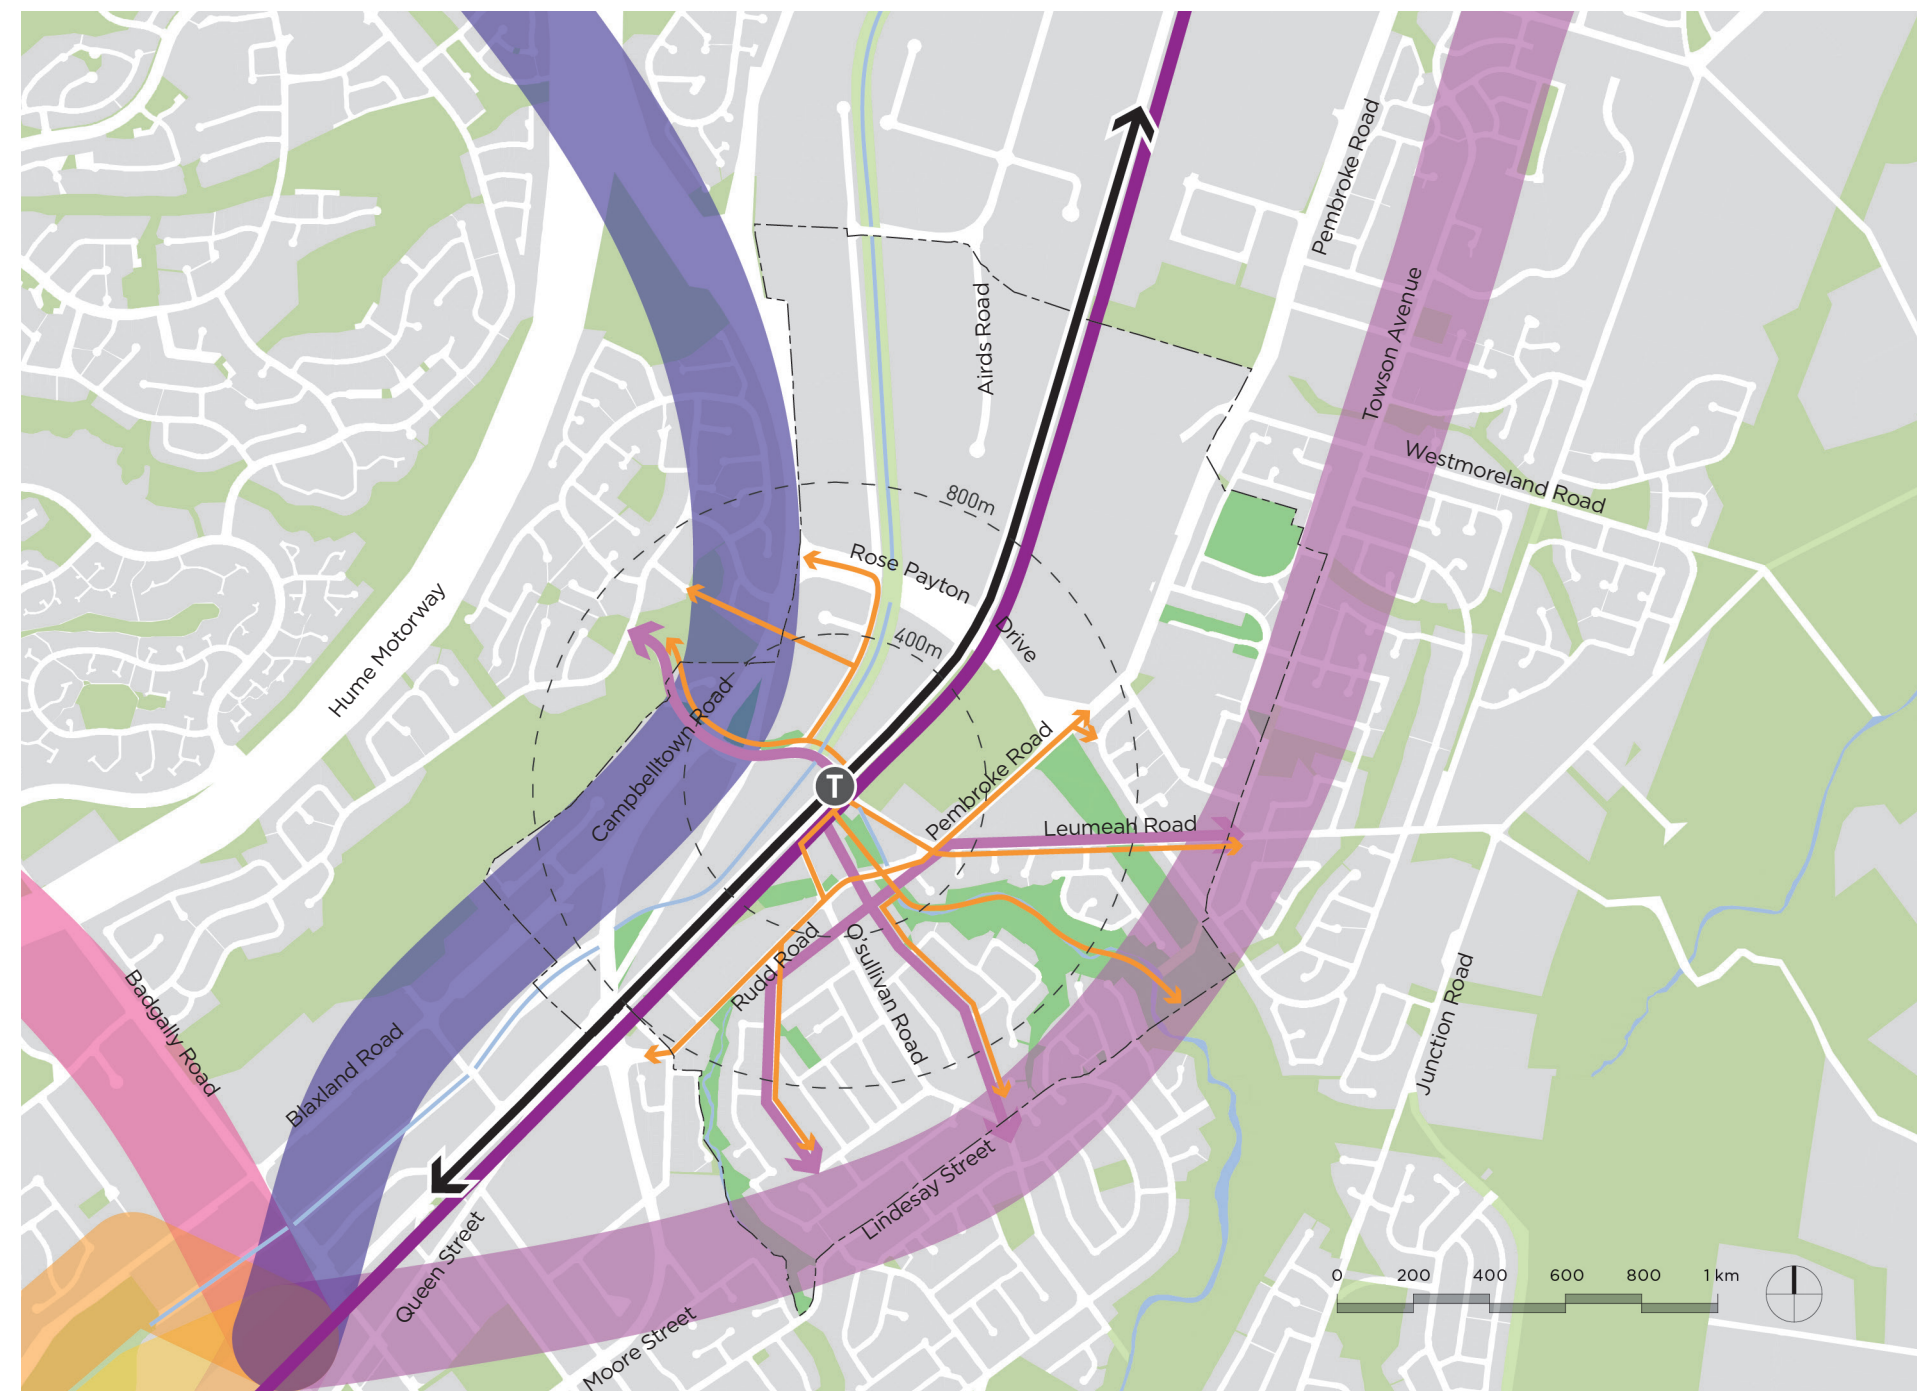 Pembroke Road
Airds Road
Towson Avenue
Westmoreland Road
800m
Rose Payton
Drive
400m
Hume Motorway
Campbelltown Road
T
Pembroke Road
Leumeah Road
Rudd Road
O'sullivan Road
Badgally Road
Blaxland Road
Junction Road
Lindesay Street
Queen Street
Moore Street
0 200 400 600 800 1 km